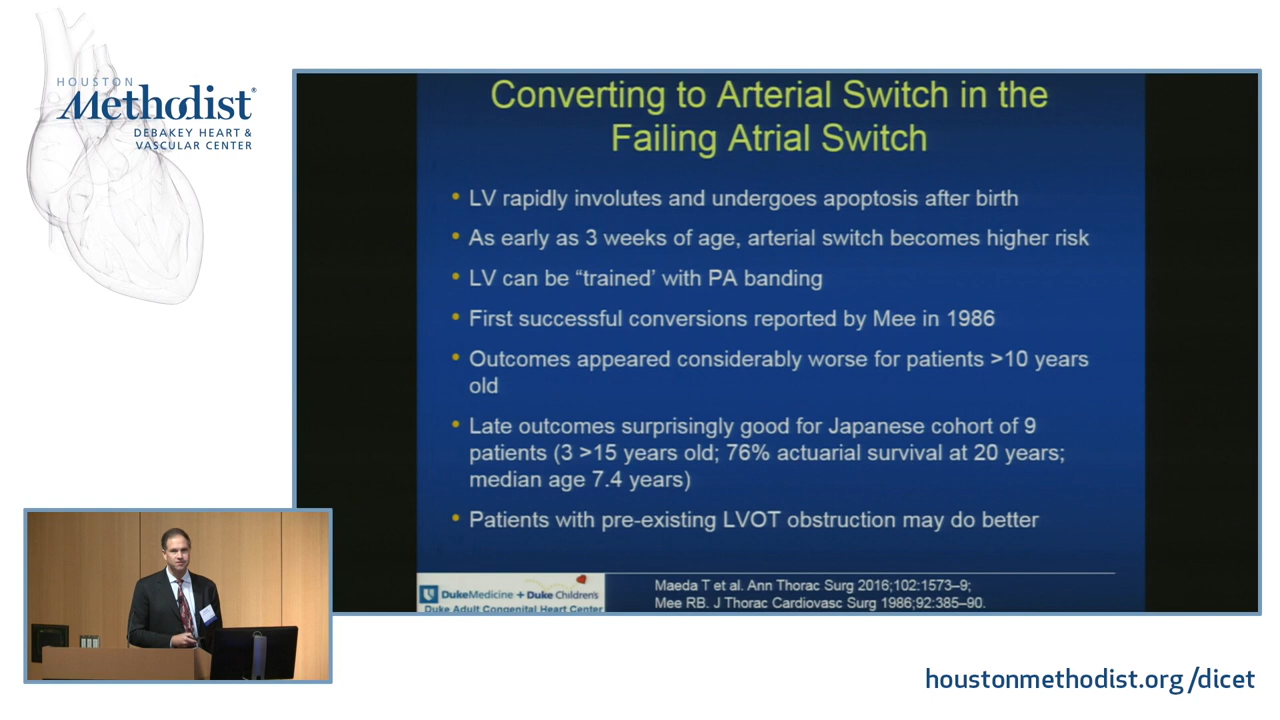 HOUSTON
Methodist®
DEBAKEY HEART &
VASCULAR CENTER
Converting to Arterial Switch in the
Failing Atrial Switch
• LV rapidly involutes and undergoes apoptosis after birth
• As early as 3 weeks of age, arterial switch becomes higher risk
• LV can be “trained’ with PA banding
• First successful conversions reported by Mee in 1986
• Outcomes appeared considerably worse for patients >10 years
old
• Late outcomes surprisingly good for Japanese cohort of 9
patients (3 >15 years old; 76% actuarial survival at 20 years;
median age 7.4 years)
• Patients with pre-existing LVOT obstruction may do better
DukeMedicine + Duke Children's
Duke Adult Congenital Heart Center
Maeda T et al. Ann Thorac Surg 2016;102:1573–9;
Mee RB. J Thorac Cardiovasc Surg 1986;92:385–90.
houstonmethodist.org/dicet